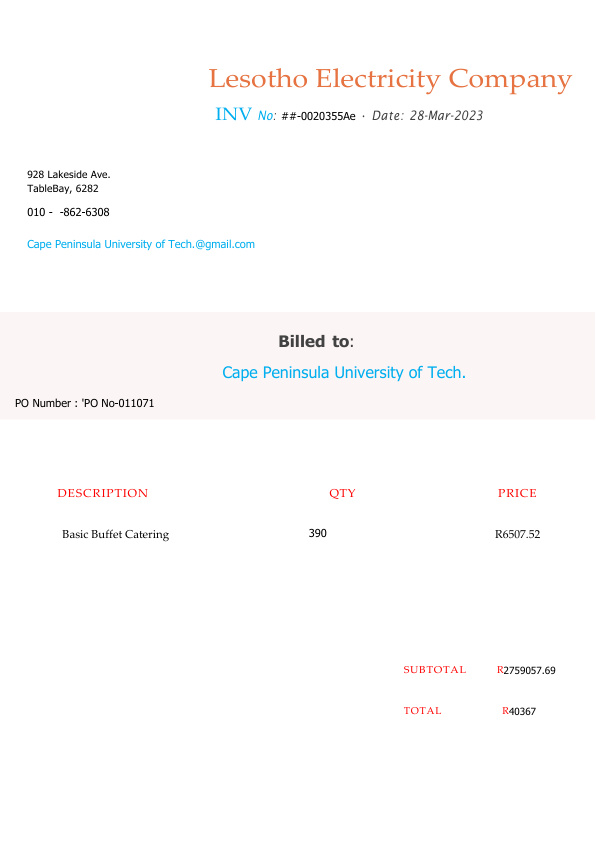 Lesotho Electricity Company
INV No: ##-0020355Ae · Date: 28-Mar-2023
928 Lakeside Ave.
TableBay, 6282
010 -  -862-6308
Cape Peninsula University of Tech.@gmail.com
Billed to:
Cape Peninsula University of Tech.
PO Number : 'PO No-011071
DESCRIPTION QTY PRICE
Basic Buffet Catering 390 R6507.52
SUBTOTAL R2759057.69
TOTAL R40367